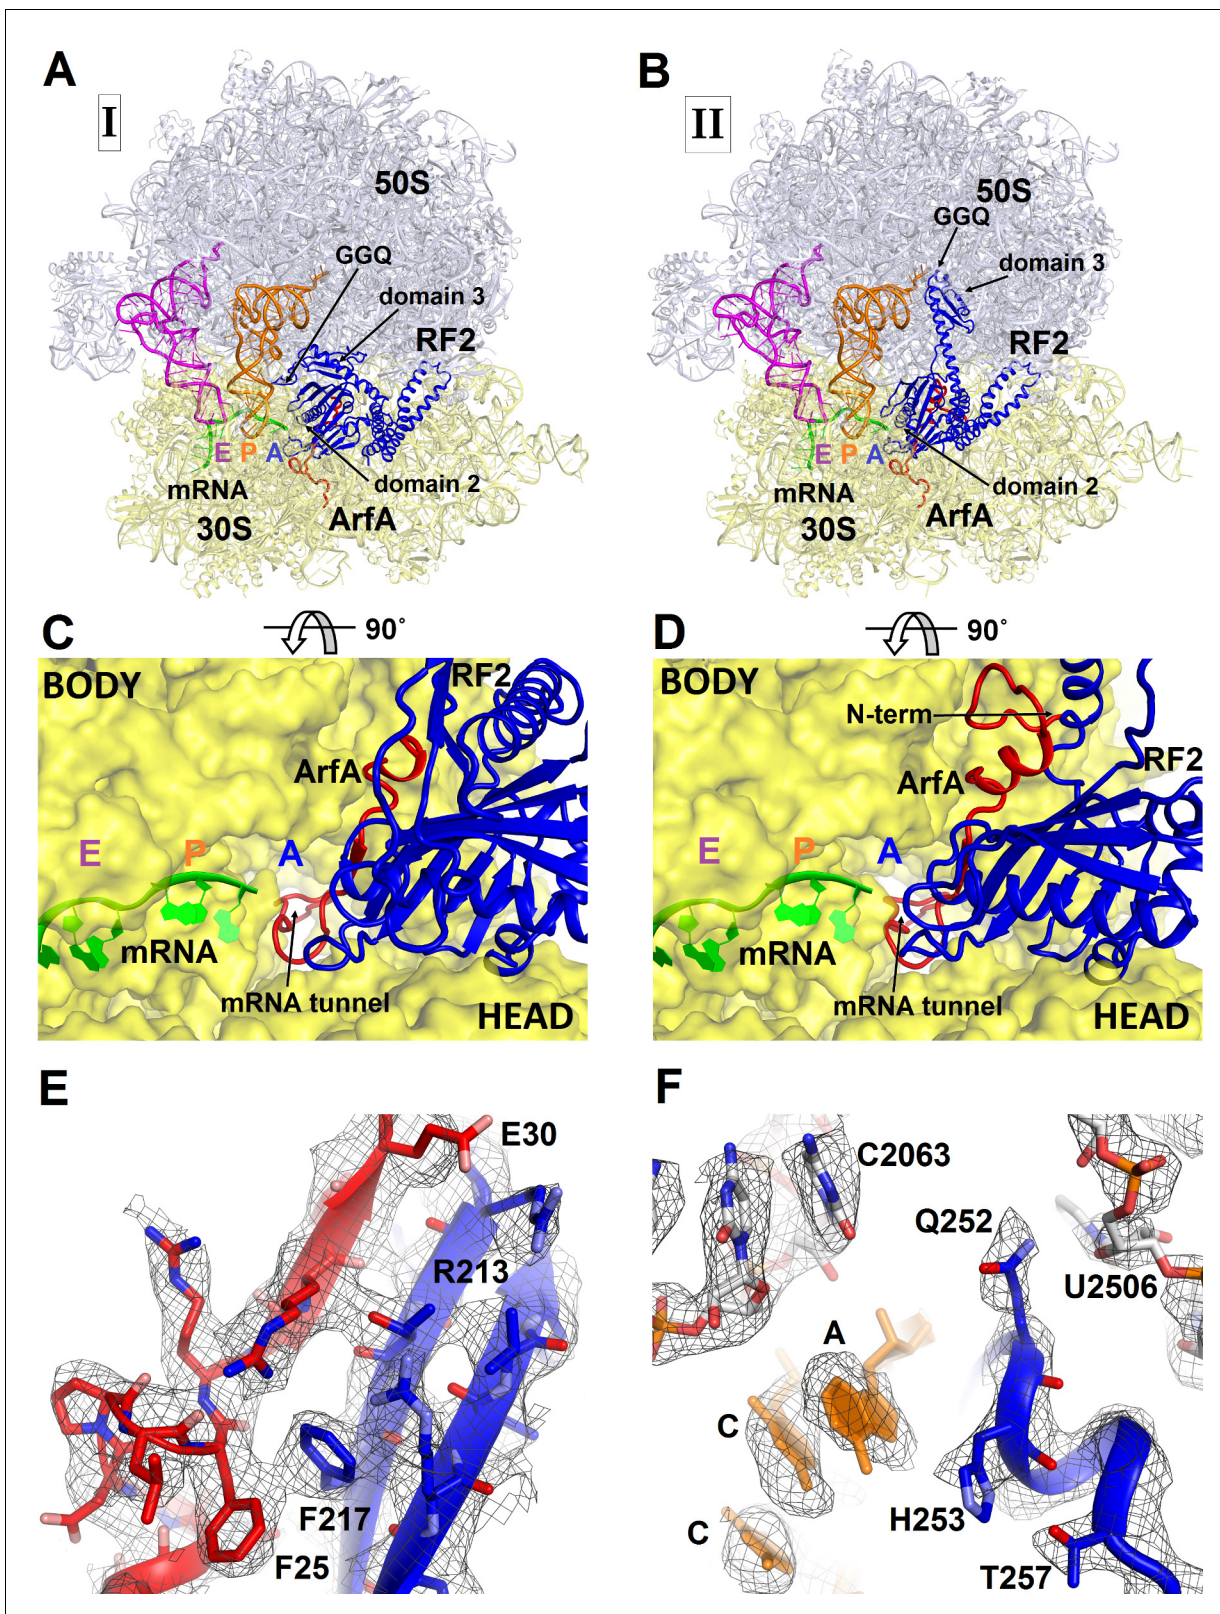 A
I
50S
GGQ
domain 3
RF2
E P A
mRNA
domain 2
30S
ArfA
B
II
50S
GGQ
domain 3
RF2
E P A
mRNA
domain 2
30S
ArfA
C
90°
BODY
RF2
ArfA
E P A
mRNA
mRNA tunnel
HEAD
D
90°
BODY
N-term
RF2
ArfA
E P A
mRNA
mRNA tunnel
HEAD
E
E30
R213
F217
F25
F
C2063
Q252
U2506
A
C
H253
C
T257